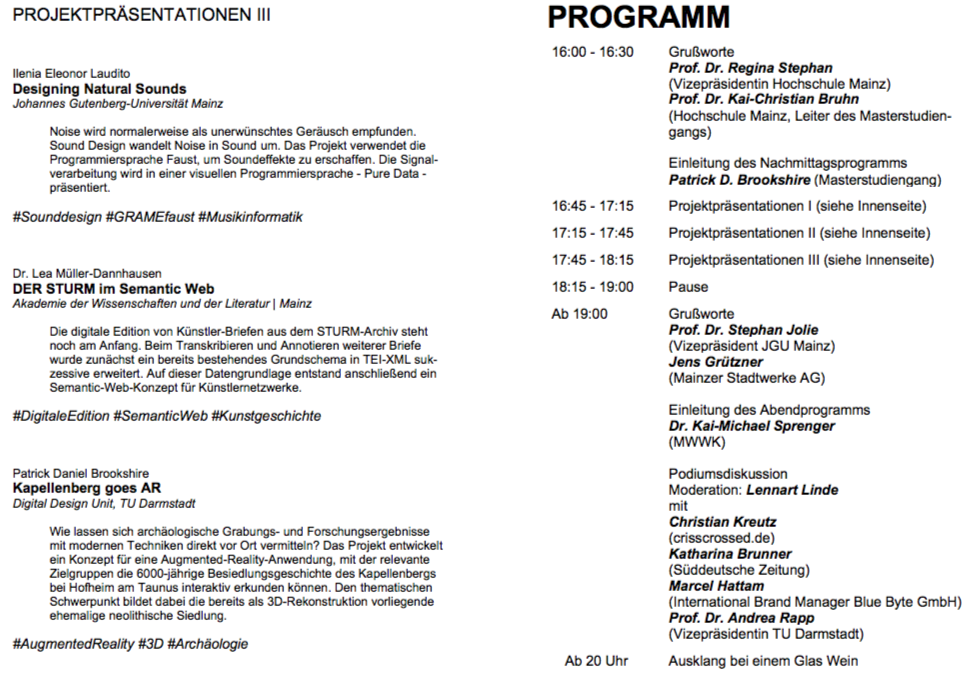 PROJEKTPRÄSENTATIONEN III
Ilenia Eleonor Laudito
Designing Natural Sounds
Johannes Gutenberg-Universität Mainz
Noise wird normalerweise als unerwünschtes Geräusch empfunden.
Sound Design wandelt Noise in Sound um. Das Projekt verwendet die
Programmiersprache Faust, um Soundeffekte zu erschaffen. Die Signal-
verarbeitung wird in einer visuellen Programmiersprache - Pure Data -
präsentiert.
#Sounddesign #GRAMEfaust #Musikinformatik
Dr. Lea Müller-Dannhausen
DER STURM im Semantic Web
Akademie der Wissenschaften und der Literatur | Mainz
Die digitale Edition von Künstler-Briefen aus dem STURM-Archiv steht
noch am Anfang. Beim Transkribieren und Annotieren weiterer Briefe
wurde zunächst ein bereits bestehendes Grundschema in TEI-XML suk-
zessive erweitert. Auf dieser Datengrundlage entstand anschließend ein
Semantic-Web-Konzept für Künstlernetzwerke.
#DigitaleEdition #SemanticWeb #Kunstgeschichte
Patrick Daniel Brookshire
Kapellenberg goes AR
Digital Design Unit, TU Darmstadt
Wie lassen sich archäologische Grabungs- und Forschungsergebnisse
mit modernen Techniken direkt vor Ort vermitteln? Das Projekt entwickelt
ein Konzept für eine Augmented-Reality-Anwendung, mit der relevante
Zielgruppen die 6000-jährige Besiedlungsgeschichte des Kapellenbergs
bei Hofheim am Taunus interaktiv erkunden können. Den thematischen
Schwerpunkt bildet dabei die bereits als 3D-Rekonstruktion vorliegende
ehemalige neolithische Siedlung.
#AugmentedReality #3D #Archäologie
PROGRAMM
16:00 - 16:30 Grußworte
Prof. Dr. Regina Stephan
(Vizepräsidentin Hochschule Mainz)
Prof. Dr. Kai-Christian Bruhn
(Hochschule Mainz, Leiter des Masterstudien-
gangs)
Einleitung des Nachmittagsprogramms
Patrick D. Brookshire (Masterstudiengang)
16:45 - 17:15 Projektpräsentationen I (siehe Innenseite)
17:15 - 17:45 Projektpräsentationen II (siehe Innenseite)
17:45 - 18:15 Projektpräsentationen III (siehe Innenseite)
18:15 - 19:00 Pause
Ab 19:00 Grußworte
Prof. Dr. Stephan Jolie
(Vizepräsident JGU Mainz)
Jens Grützner
(Mainzer Stadtwerke AG)
Einleitung des Abendprogramms
Dr. Kai-Michael Sprenger
(MWWK)
Podiumsdiskussion
Moderation: Lennart Linde
mit
Christian Kreutz
(crisscrossed.de)
Katharina Brunner
(Süddeutsche Zeitung)
Marcel Hattam
(International Brand Manager Blue Byte GmbH)
Prof. Dr. Andrea Rapp
(Vizepräsidentin TU Darmstadt)
Ab 20 Uhr Ausklang bei einem Glas Wein